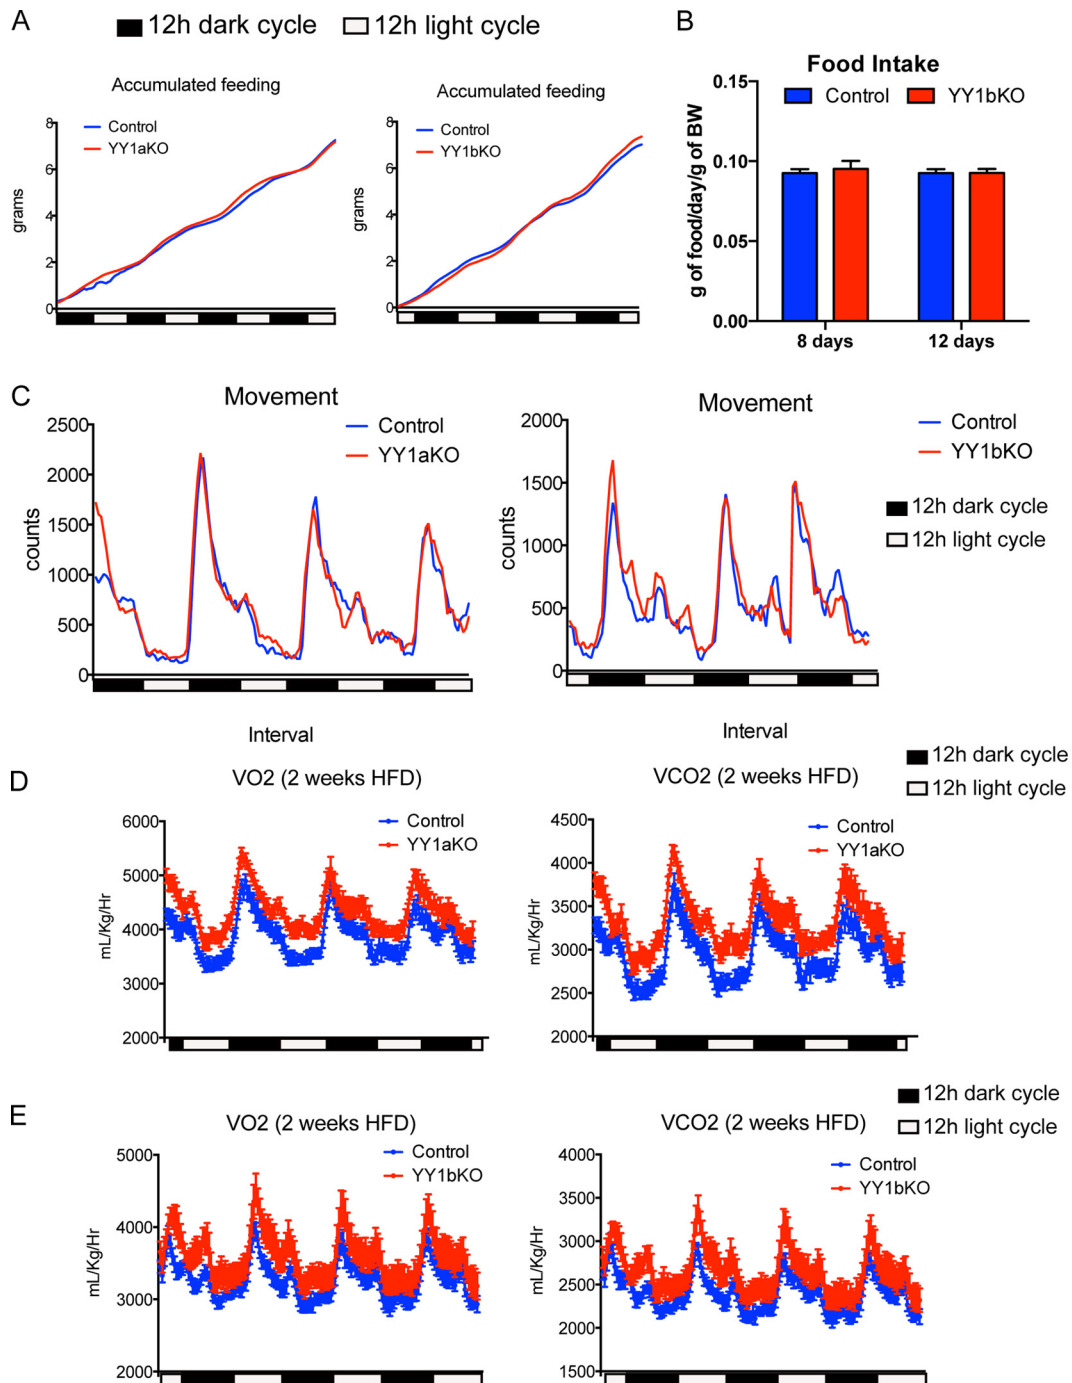 A
12h dark cycle 12h light cycle
Accumulated feeding
Control
YY1aKO
grams
8
6
4
2
0
Accumulated feeding
Control
YY1bKO
grams
8
6
4
2
0
B
Food Intake
Control YY1bKO
g of food/day/g of BW
0.15
0.10
0.05
0.00
8 days 12 days
C
Movement
Control
YY1aKO
counts
2500
2000
1500
1000
500
0
Interval
Movement
Control
YY1bKO
12h dark cycle
12h light cycle
counts
2000
1500
1000
500
0
Interval
12h dark cycle
12h light cycle
D
VO2 (2 weeks HFD)
Control
YY1aKO
mL/Kg/Hr
6000
5000
4000
3000
2000
VCO2 (2 weeks HFD)
Control
YY1aKO
mL/Kg/Hr
4500
4000
3500
3000
2500
2000
12h dark cycle
12h light cycle
E
VO2 (2 weeks HFD)
Control
YY1bKO
mL/Kg/Hr
5000
4000
3000
2000
VCO2 (2 weeks HFD)
Control
YY1bKO
mL/Kg/Hr
4000
3500
3000
2500
2000
1500